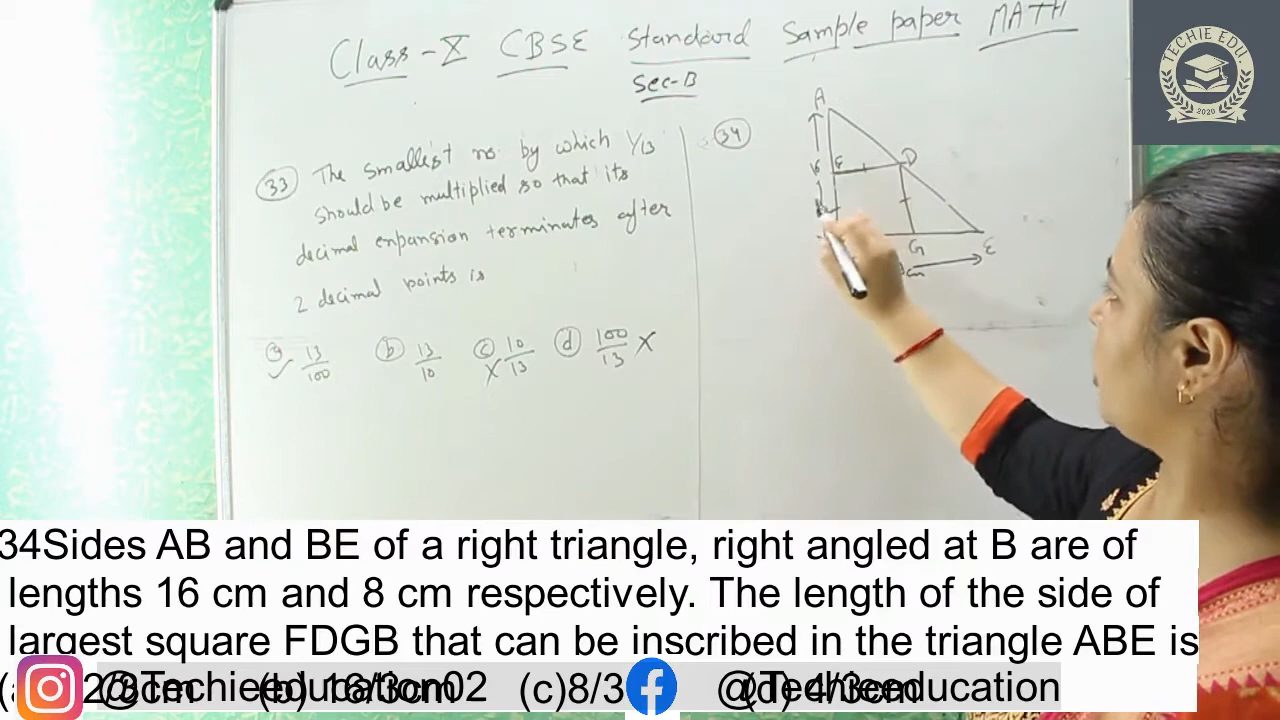 Class-X CBSE Standard Sample paper MATH
Sec-B
TECHIE EDU.
2020
33 The smallest no by which 1/13
should be multiplied so that its
decimal expansion terminates after
2 decimal points is
a 13/100 b 13/10 c 10/13 d 100/13
34
A
16
F D
G E
cm
34Sides AB and BE of a right triangle, right angled at B are of
lengths 16 cm and 8 cm respectively. The length of the side of
largest square FDGB that can be inscribed in the triangle ABE is
(b) 16/3cm (c)8/3 (d) 4/3cm
@Techieeducation02 @Techieeducation